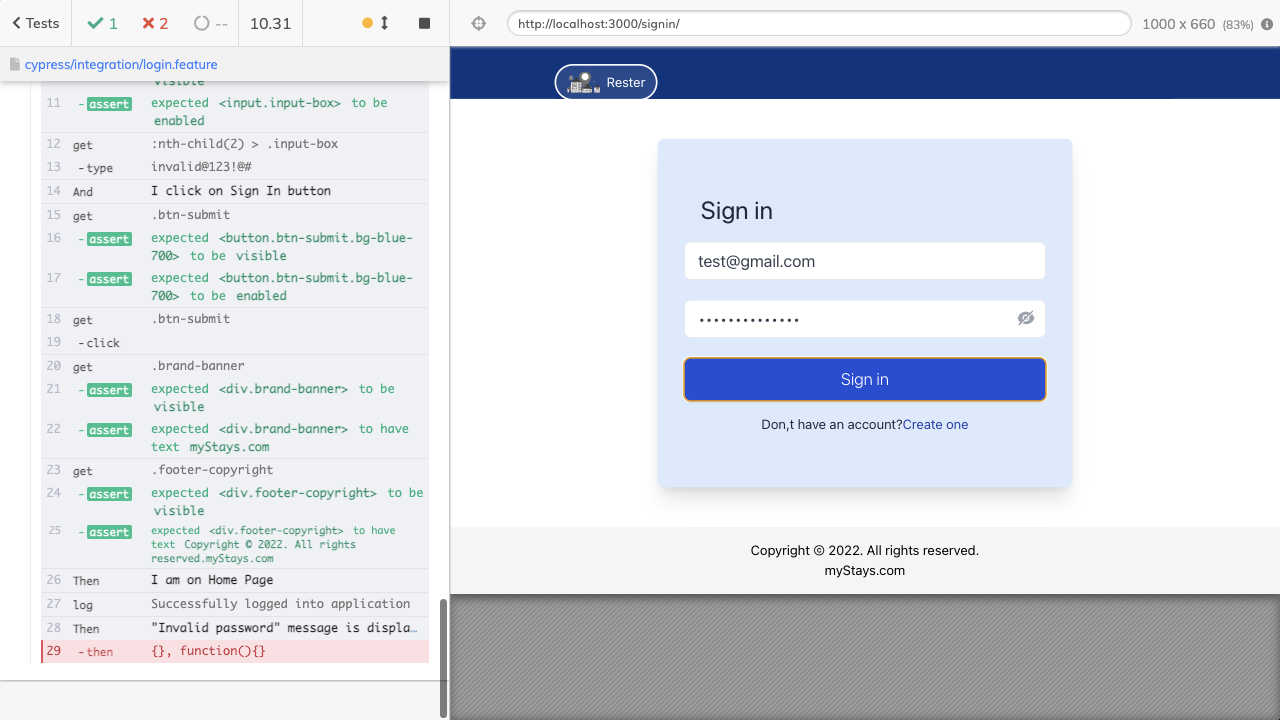 Tests
1
2
--
10.31
http://localhost:3000/signin/
1000 x 660 (83%)
cypress/integration/login.feature
visible
11 - assert expected <input.input-box> to be
enabled
12 get :nth-child(2) > .input-box
13 - type invalid@123!@#
14 And I click on Sign In button
15 get .btn-submit
16 - assert expected <button.btn-submit.bg-blue-
700> to be visible
17 - assert expected <button.btn-submit.bg-blue-
700> to be enabled
18 get .btn-submit
19 - click
20 get .brand-banner
21 - assert expected <div.brand-banner> to be
visible
22 - assert expected <div.brand-banner> to have
text myStays.com
23 get .footer-copyright
24 - assert expected <div.footer-copyright> to be
visible
25 - assert expected <div.footer-copyright> to have
text Copyright © 2022. All rights
reserved.myStays.com
26 Then I am on Home Page
27 log Successfully logged into application
28 Then "Invalid password" message is displa…
29 - then {}, function(){}
Rester
Sign in
test@gmail.com
••••••••••••••
Sign in
Don,t have an account?Create one
Copyright © 2022. All rights reserved.
myStays.com